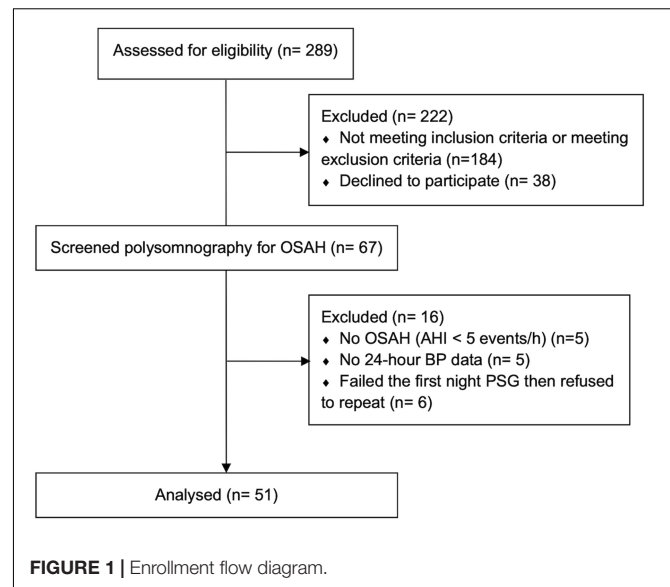 Assessed for eligibility (n= 289)
Excluded (n= 222)
♦ Not meeting inclusion criteria or meeting
exclusion criteria (n=184)
♦ Declined to participate (n= 38)
Screened polysomnography for OSAH (n= 67)
Excluded (n= 16)
♦ No OSAH (AHI < 5 events/h) (n=5)
♦ No 24-hour BP data (n= 5)
♦ Failed the first night PSG then refused
to repeat (n= 6)
Analysed (n= 51)
FIGURE 1 | Enrollment flow diagram.